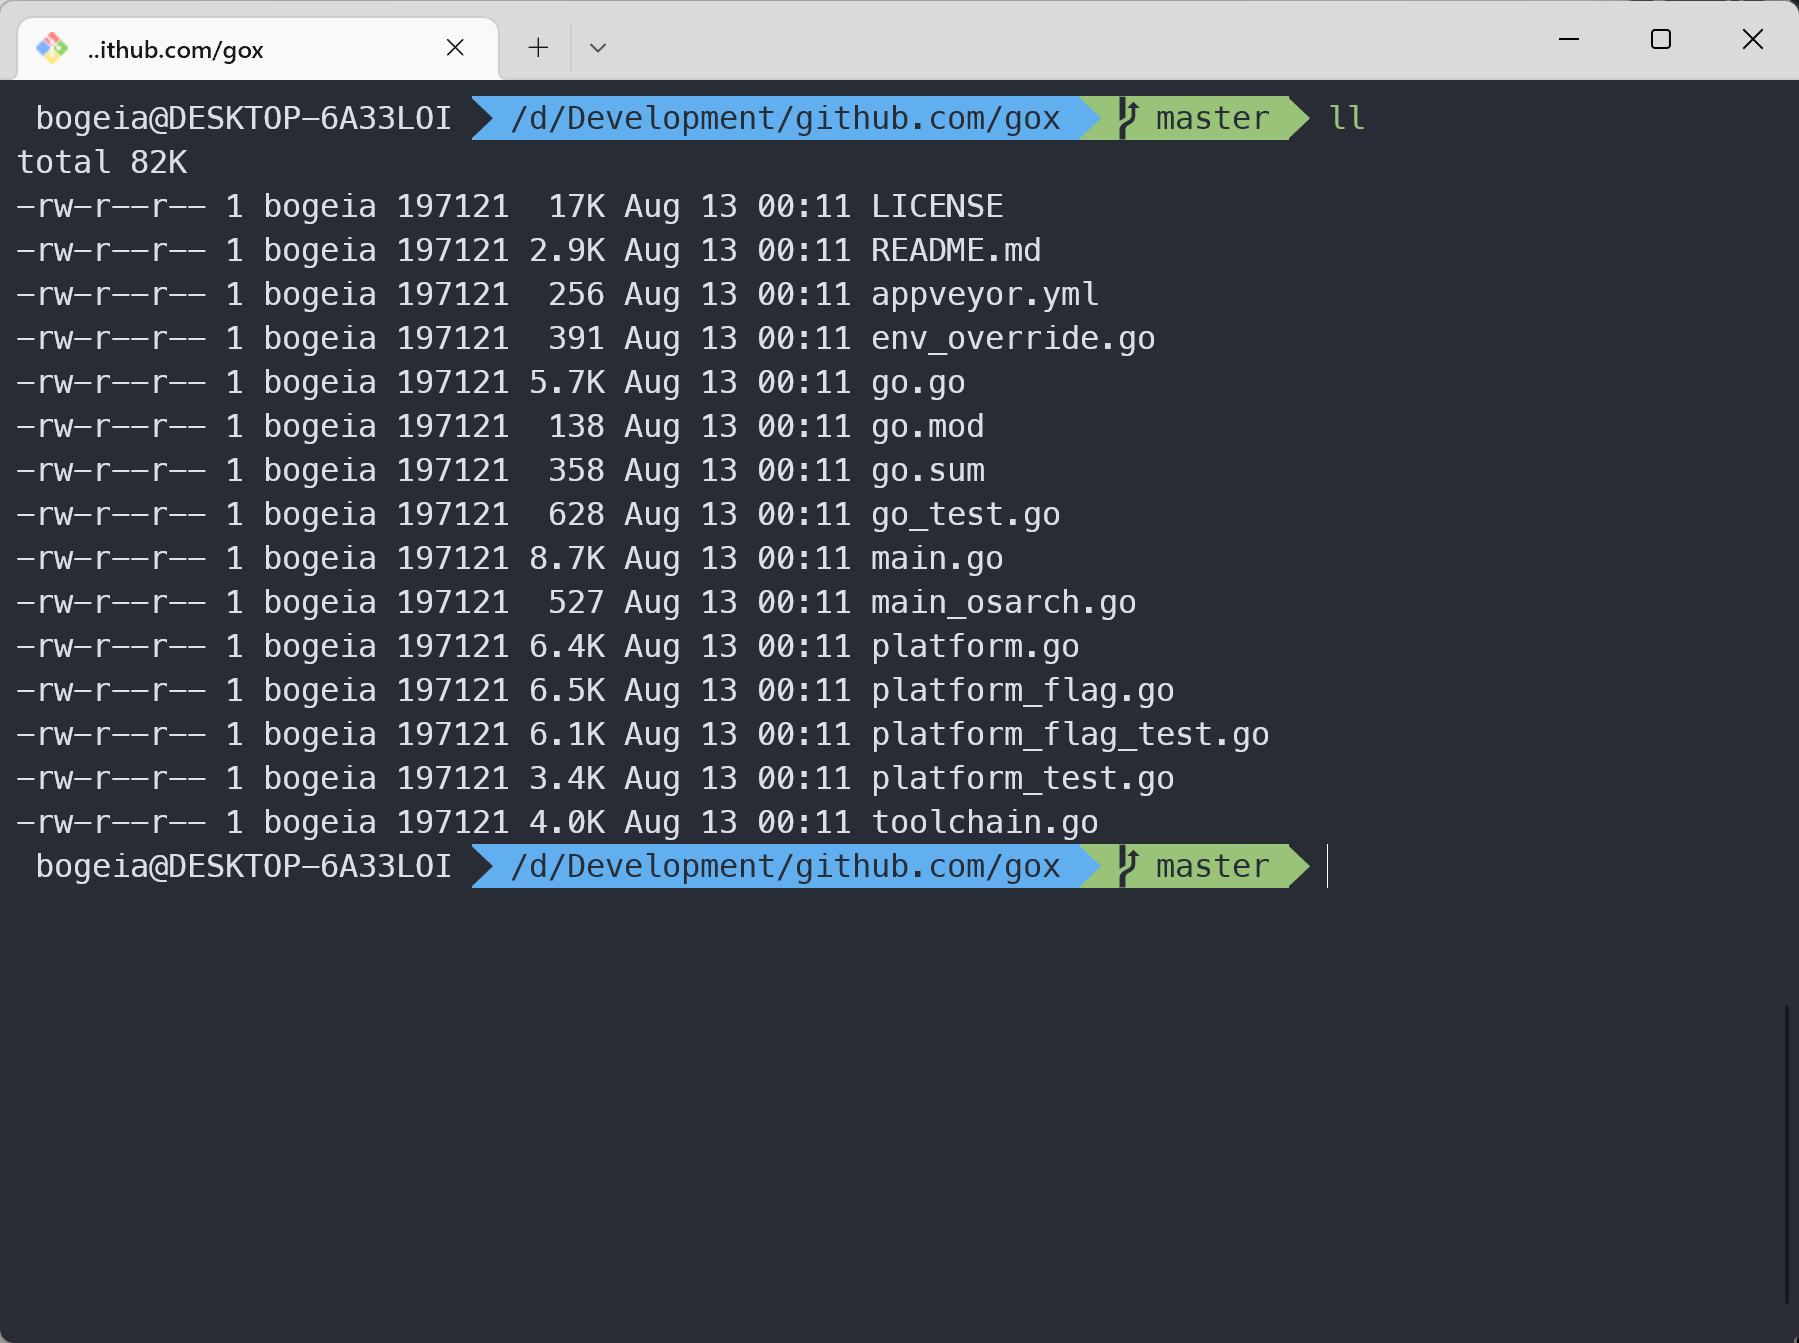 ..ithub.com/gox
bogeia@DESKTOP-6A33LOI /d/Development/github.com/gox master ll
total 82K
-rw-r--r-- 1 bogeia 197121  17K Aug 13 00:11 LICENSE
-rw-r--r-- 1 bogeia 197121 2.9K Aug 13 00:11 README.md
-rw-r--r-- 1 bogeia 197121  256 Aug 13 00:11 appveyor.yml
-rw-r--r-- 1 bogeia 197121  391 Aug 13 00:11 env_override.go
-rw-r--r-- 1 bogeia 197121 5.7K Aug 13 00:11 go.go
-rw-r--r-- 1 bogeia 197121  138 Aug 13 00:11 go.mod
-rw-r--r-- 1 bogeia 197121  358 Aug 13 00:11 go.sum
-rw-r--r-- 1 bogeia 197121  628 Aug 13 00:11 go_test.go
-rw-r--r-- 1 bogeia 197121 8.7K Aug 13 00:11 main.go
-rw-r--r-- 1 bogeia 197121  527 Aug 13 00:11 main_osarch.go
-rw-r--r-- 1 bogeia 197121 6.4K Aug 13 00:11 platform.go
-rw-r--r-- 1 bogeia 197121 6.5K Aug 13 00:11 platform_flag.go
-rw-r--r-- 1 bogeia 197121 6.1K Aug 13 00:11 platform_flag_test.go
-rw-r--r-- 1 bogeia 197121 3.4K Aug 13 00:11 platform_test.go
-rw-r--r-- 1 bogeia 197121 4.0K Aug 13 00:11 toolchain.go
bogeia@DESKTOP-6A33LOI /d/Development/github.com/gox master